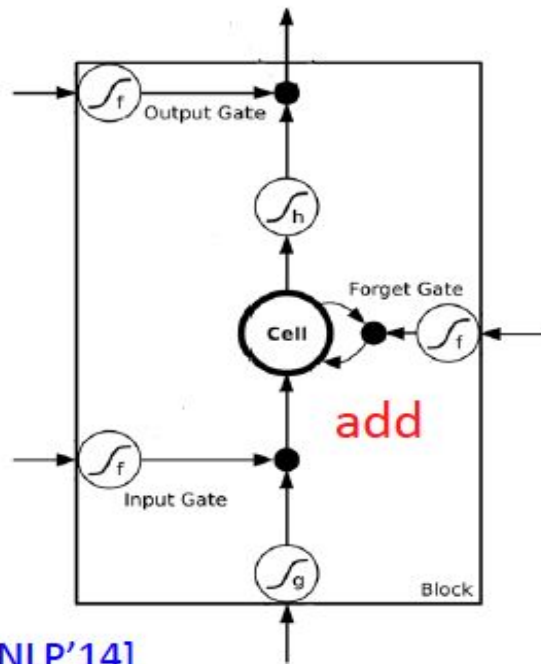 f
Output Gate
h
Forget Gate
Cell
f
add
f
Input Gate
g
Block
NLP'14]